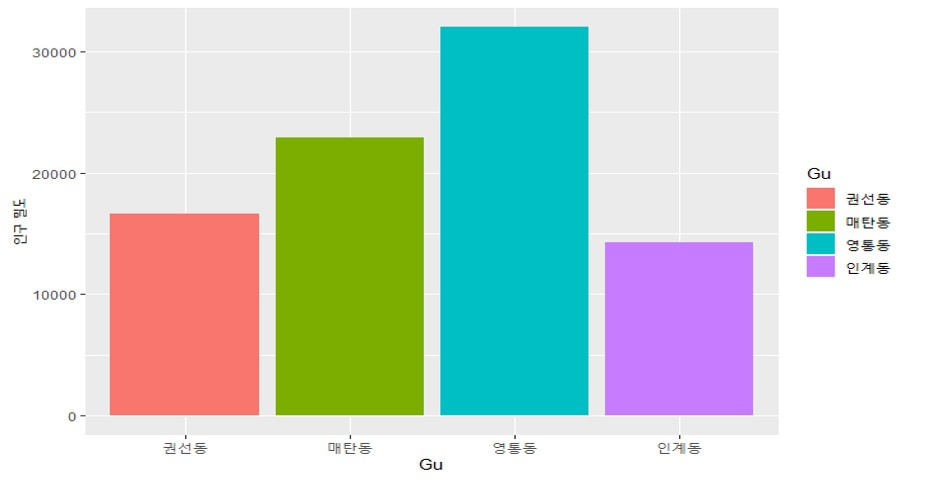 30000
20000
10000
0
인구 밀도
권선동 매탄동 영통동 인계동
Gu
Gu
권선동
매탄동
영통동
인계동